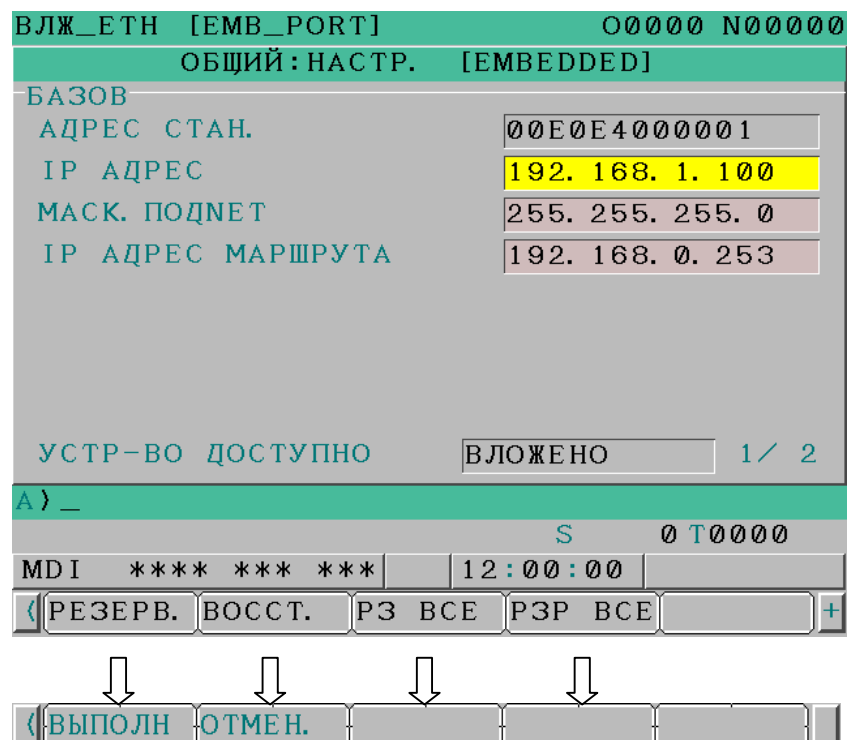 ВЛЖ_ETH [EMB_PORT] O0000 N00000
ОБЩИЙ:НАСТР. [EMBEDDED]
БАЗОВ
АДРЕС СТАН. 00E0E4000001
IP АДРЕС 192. 168. 1. 100
МАСК. ПОДNET 255. 255. 255. 0
IP АДРЕС МАРШРУТА 192. 168. 0. 253
УСТР-ВО ДОСТУПНО ВЛОЖЕНО 1/ 2
A)_
S 0 T0000
MDI **** *** *** 12:00:00
( РЕЗЕРВ. ВОССТ. РЗ ВСЕ РЗР ВСЕ +
( ВЫПОЛН ОТМЕН.